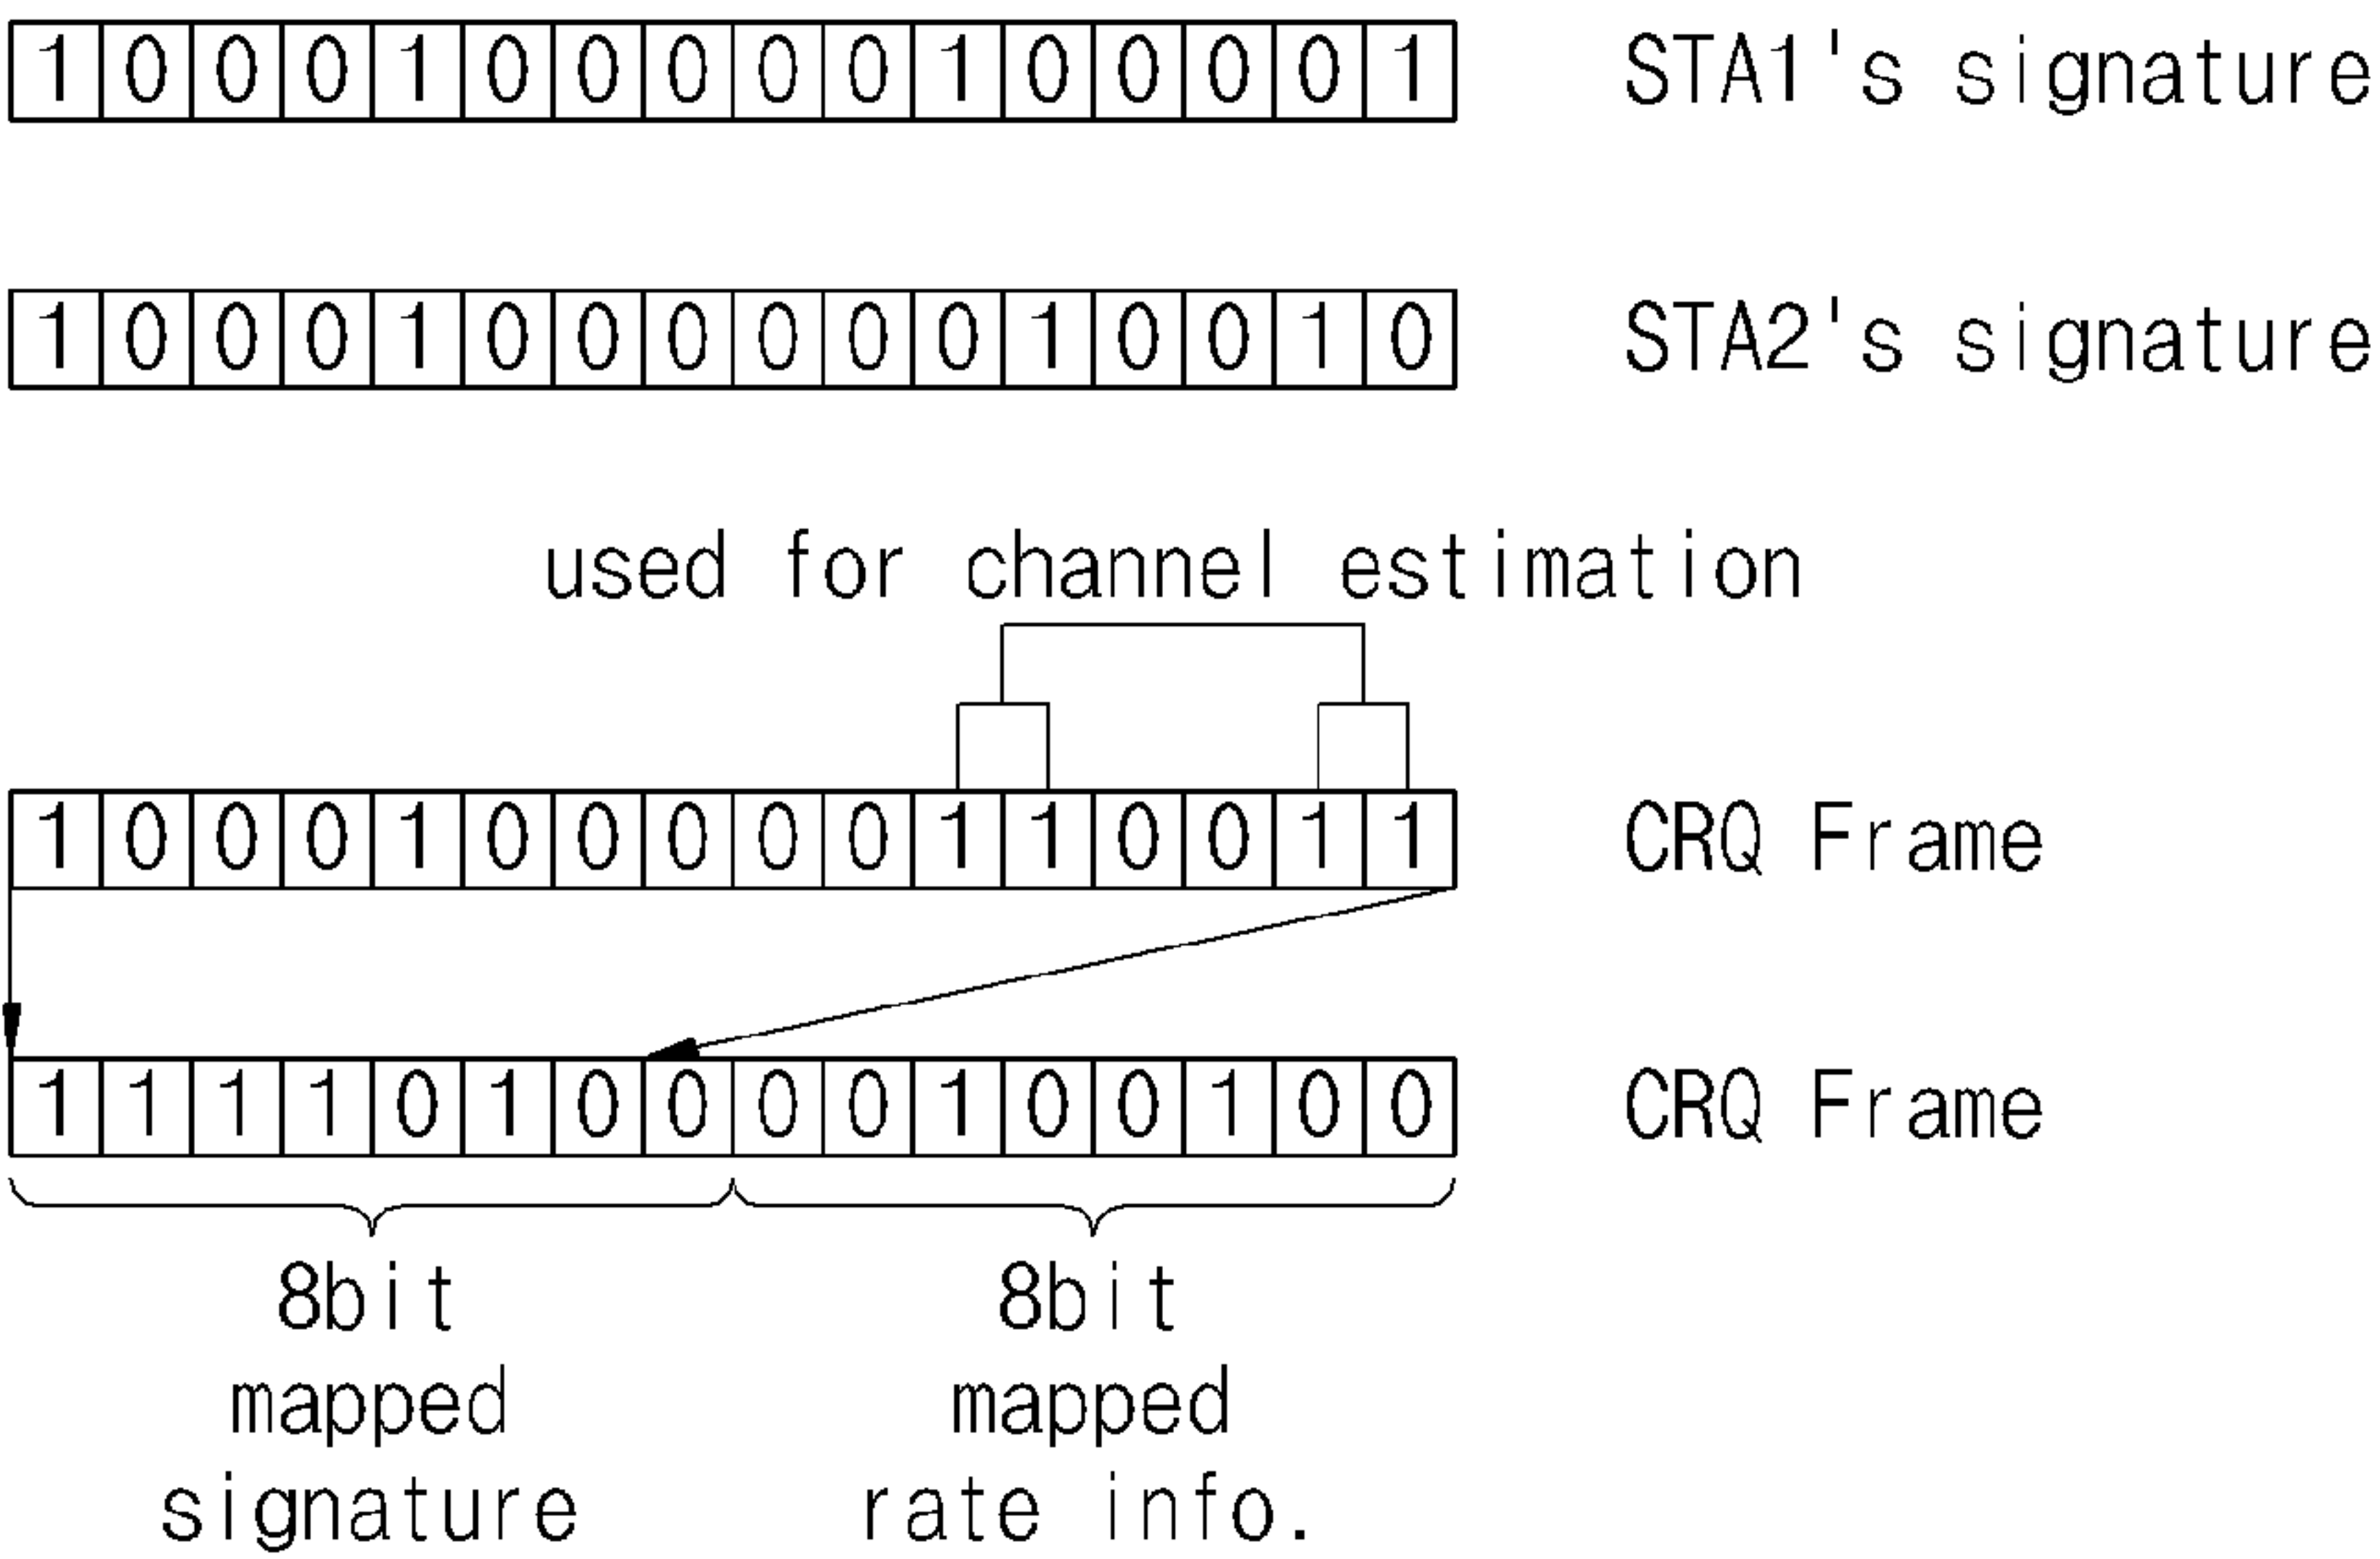 1 0 0 0 1 0 0 0 0 0 1 0 0 0 0 1 STA1's signature
1 0 0 0 1 0 0 0 0 0 0 1 0 0 1 0 STA2's signature
used for channel estimation
1 0 0 0 1 0 0 0 0 0 1 1 0 0 1 1 CRQ Frame
1 1 1 1 0 1 0 0 0 0 1 0 0 1 0 0 CRQ Frame
8bit 8bit
mapped mapped
signature rate info.